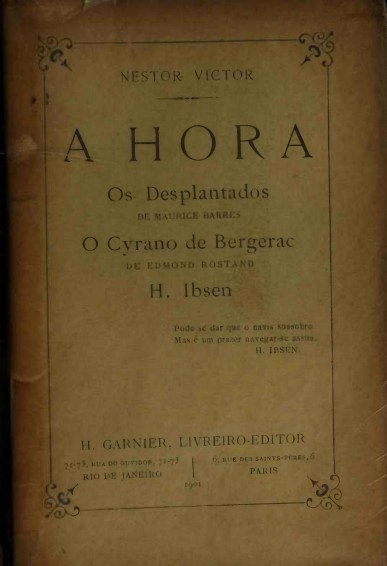 NESTOR VICTOR
A HORA
Os Desplantados
DE MAURICE BARRÈS
O Cyrano de Bergerac
DE EDMOND ROSTAND
H. Ibsen
Pode se dar que o navio sossobre
Mas é um prazer navegar-se assim.
H. IBSEN.
H. GARNIER, LIVREIRO-EDITOR
71-73, RUA DO OUVIDOR, 71-73
RIO DE JANEIRO
6, RUE DES SAINTS-PÈRES, 6
PARIS
1901